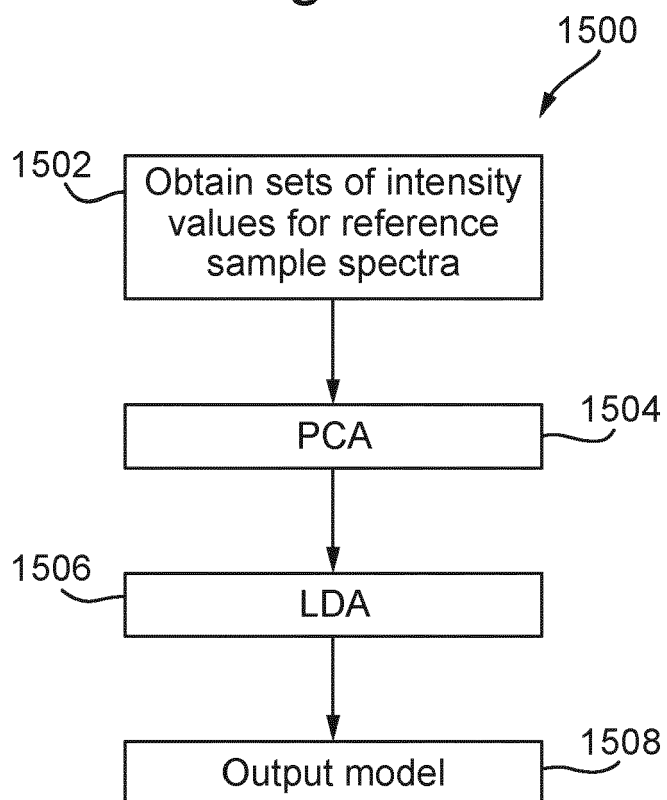 1500
1502
Obtain sets of intensity
values for reference
sample spectra
1504
PCA
1506
LDA
1508
Output model